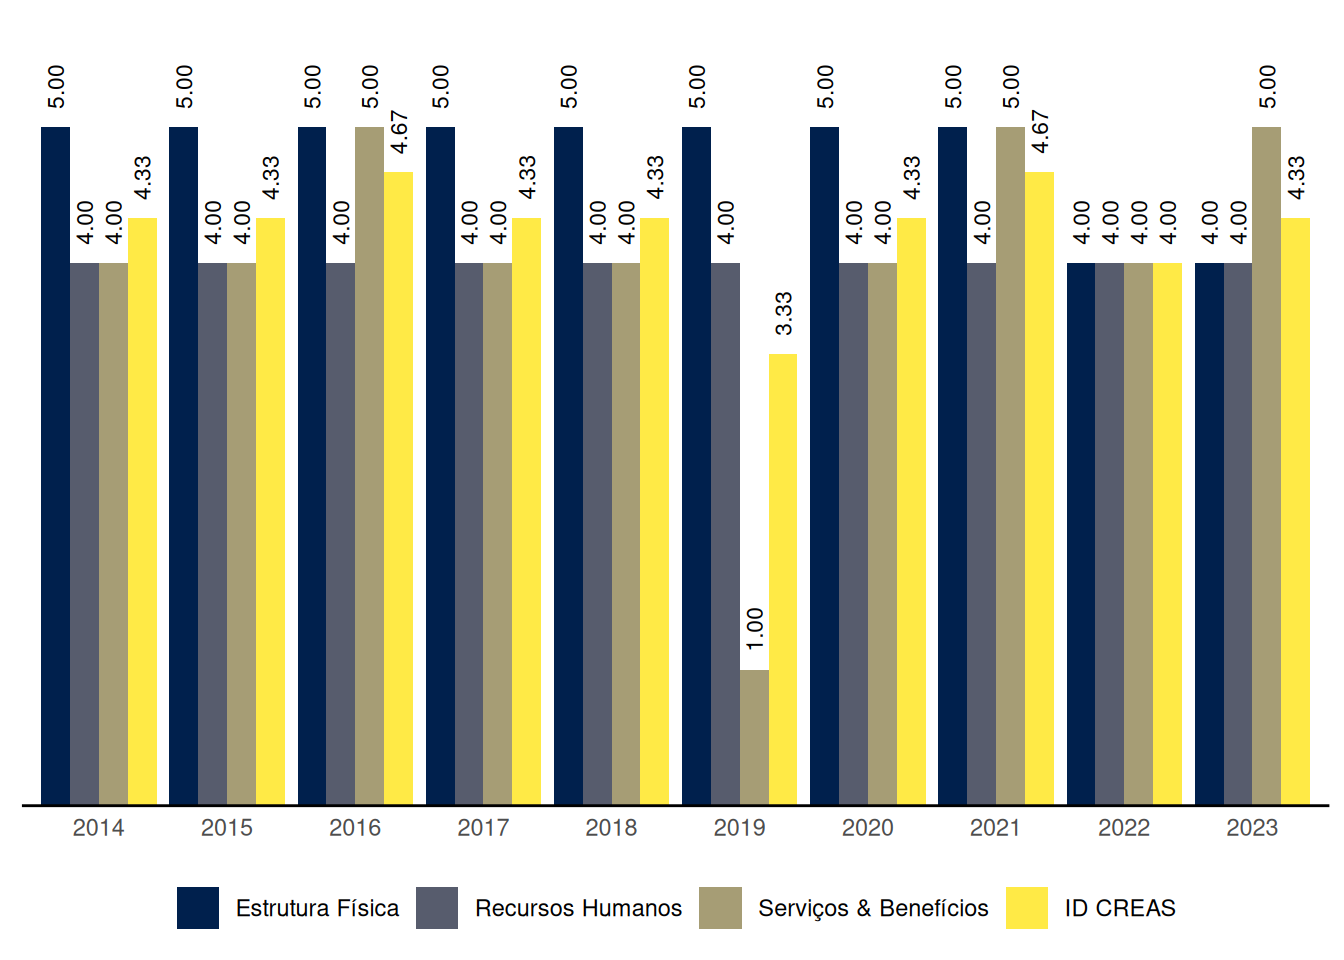 5.00 4.00 4.00 4.33 5.00 4.00 4.00 4.33 5.00 4.00 5.00 4.67 5.00 4.00 4.00 4.33 5.00 4.00 4.00 4.33 5.00 4.00 1.00 3.33 5.00 4.00 4.00 4.33 5.00 4.00 5.00 4.67 4.00 4.00 4.00 4.00 4.00 4.00 5.00 4.33
2014 2015 2016 2017 2018 2019 2020 2021 2022 2023
Estrutura Física Recursos Humanos Serviços & Benefícios ID CREAS